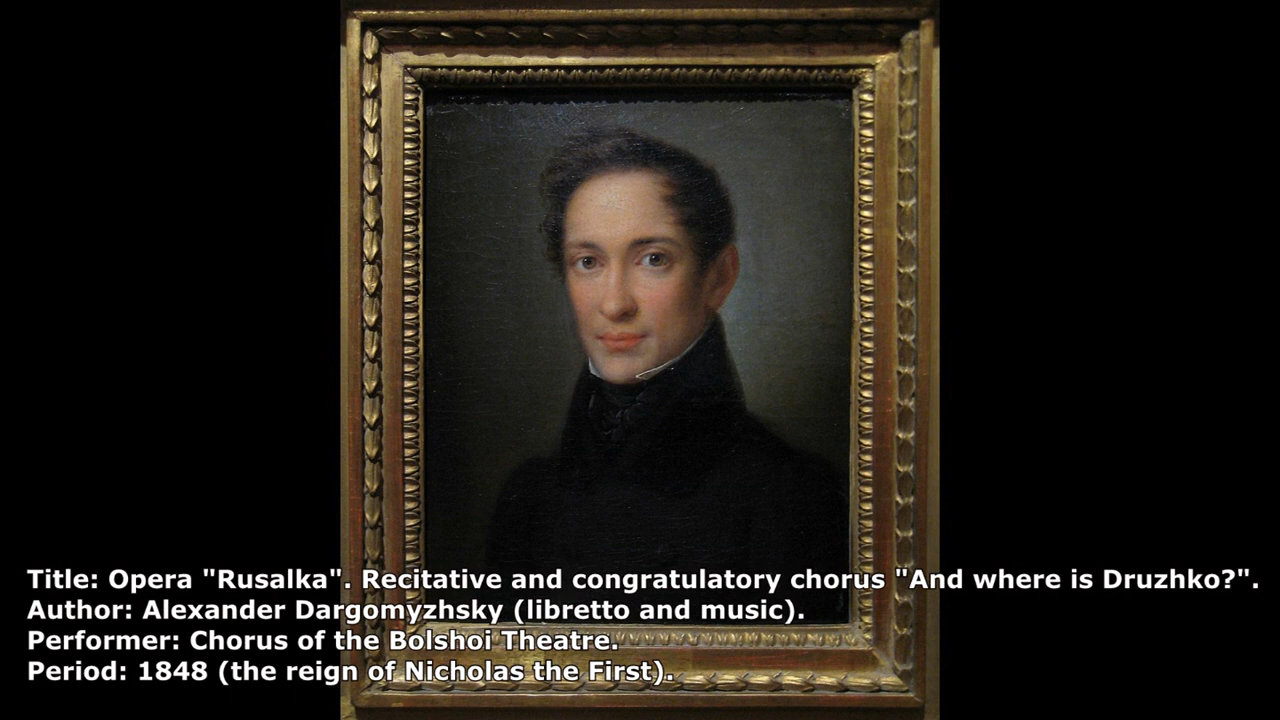 Title: Opera "Rusalka". Recitative and congratulatory chorus "And where is Druzhko?".
Author: Alexander Dargomyzhsky (libretto and music).
Performer: Chorus of the Bolshoi Theatre.
Period: 1848 (the reign of Nicholas the First).